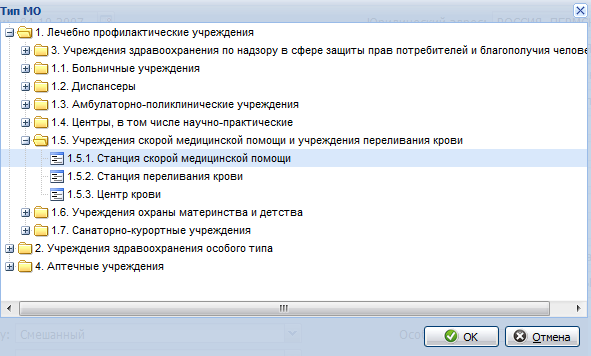 Тип МО
1. Лечебно профилактические учреждения
3. Учреждения здравоохранения по надзору в сфере защиты прав потребителей и благополучия челове
1.1. Больничные учреждения
1.2. Диспансеры
1.3. Амбулаторно-поликлинические учреждения
1.4. Центры, в том числе научно-практические
1.5. Учреждения скорой медицинской помощи и учреждения переливания крови
1.5.1. Станция скорой медицинской помощи
1.5.2. Станция переливания крови
1.5.3. Центр крови
1.6. Учреждения охраны материнства и детства
1.7. Санаторно-курортные учреждения
2. Учреждения здравоохранения особого типа
4. Аптечные учреждения
у: Смешанный Осо
OK Отмена